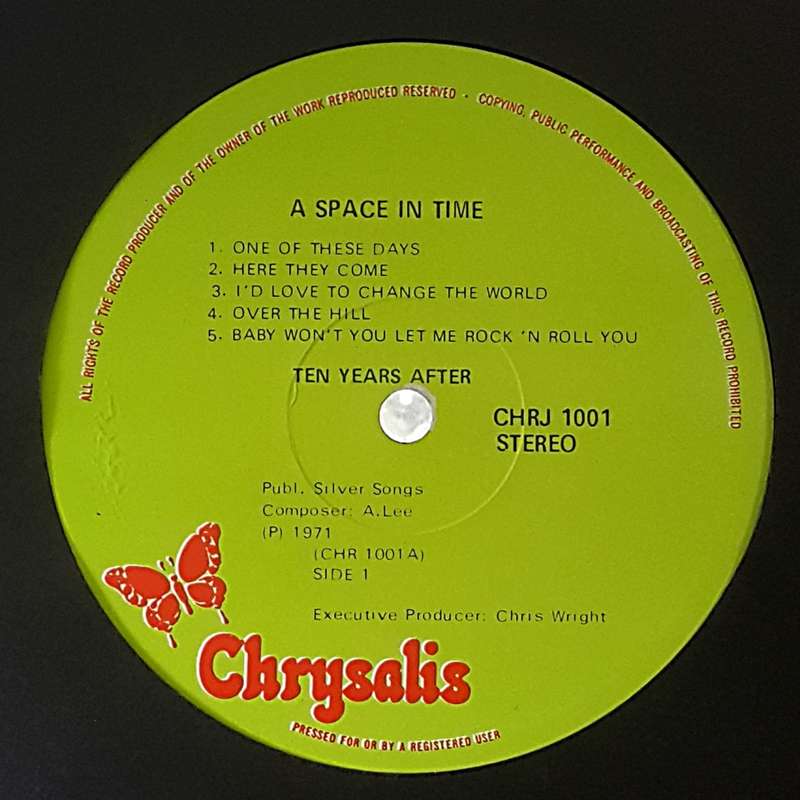 ALL RIGHTS OF THE RECORD PRODUCER AND OF THE OWNER OF THE WORK REPRODUCED RESERVED · COPYING, PUBLIC PERFORMANCE AND BROADCASTING OF THIS RECORD PROHIBITED
A SPACE IN TIME
1. ONE OF THESE DAYS
2. HERE THEY COME
3. I'D LOVE TO CHANGE THE WORLD
4. OVER THE HILL
5. BABY WON'T YOU LET ME ROCK 'N ROLL YOU
TEN YEARS AFTER
CHRJ 1001
STEREO
Publ. Silver Songs
Composer: A.Lee
(P) 1971
(CHR 1001A)
SIDE 1
Executive Producer: Chris Wright
Chrysalis
PRESSED FOR OR BY A REGISTERED USER